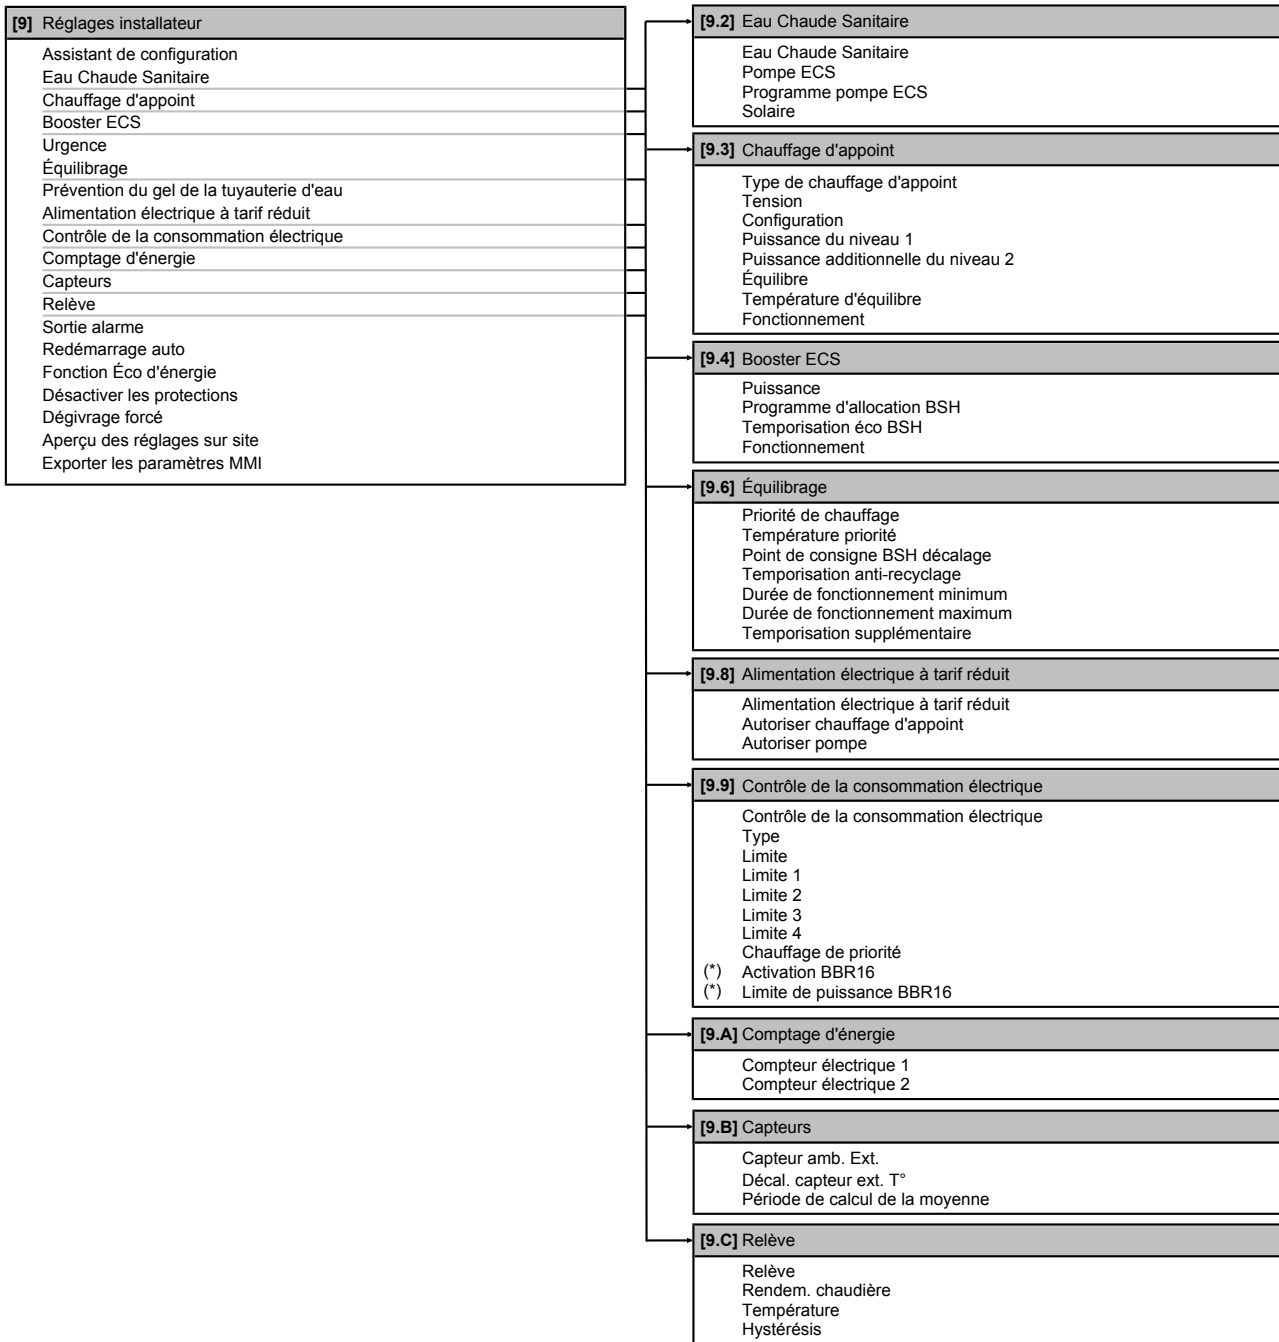 [9] Réglages installateur
Assistant de configuration
Eau Chaude Sanitaire
Chauffage d'appoint
Booster ECS
Urgence
Équilibrage
Prévention du gel de la tuyauterie d'eau
Alimentation électrique à tarif réduit
Contrôle de la consommation électrique
Comptage d'énergie
Capteurs
Relève
Sortie alarme
Redémarrage auto
Fonction Éco d'énergie
Désactiver les protections
Dégivrage forcé
Aperçu des réglages sur site
Exporter les paramètres MMI
[9.2] Eau Chaude Sanitaire
Eau Chaude Sanitaire
Pompe ECS
Programme pompe ECS
Solaire
[9.3] Chauffage d'appoint
Type de chauffage d'appoint
Tension
Configuration
Puissance du niveau 1
Puissance additionnelle du niveau 2
Équilibre
Température d'équilibre
Fonctionnement
[9.4] Booster ECS
Puissance
Programme d'allocation BSH
Temporisation éco BSH
Fonctionnement
[9.6] Équilibrage
Priorité de chauffage
Température priorité
Point de consigne BSH décalage
Temporisation anti-recyclage
Durée de fonctionnement minimum
Durée de fonctionnement maximum
Temporisation supplémentaire
[9.8] Alimentation électrique à tarif réduit
Alimentation électrique à tarif réduit
Autoriser chauffage d'appoint
Autoriser pompe
[9.9] Contrôle de la consommation électrique
Contrôle de la consommation électrique
Type
Limite
Limite 1
Limite 2
Limite 3
Limite 4
Chauffage de priorité
(*) Activation BBR16
(*) Limite de puissance BBR16
[9.A] Comptage d'énergie
Compteur électrique 1
Compteur électrique 2
[9.B] Capteurs
Capteur amb. Ext.
Décal. capteur ext. T°
Période de calcul de la moyenne
[9.C] Relève
Relève
Rendem. chaudière
Température
Hystérésis